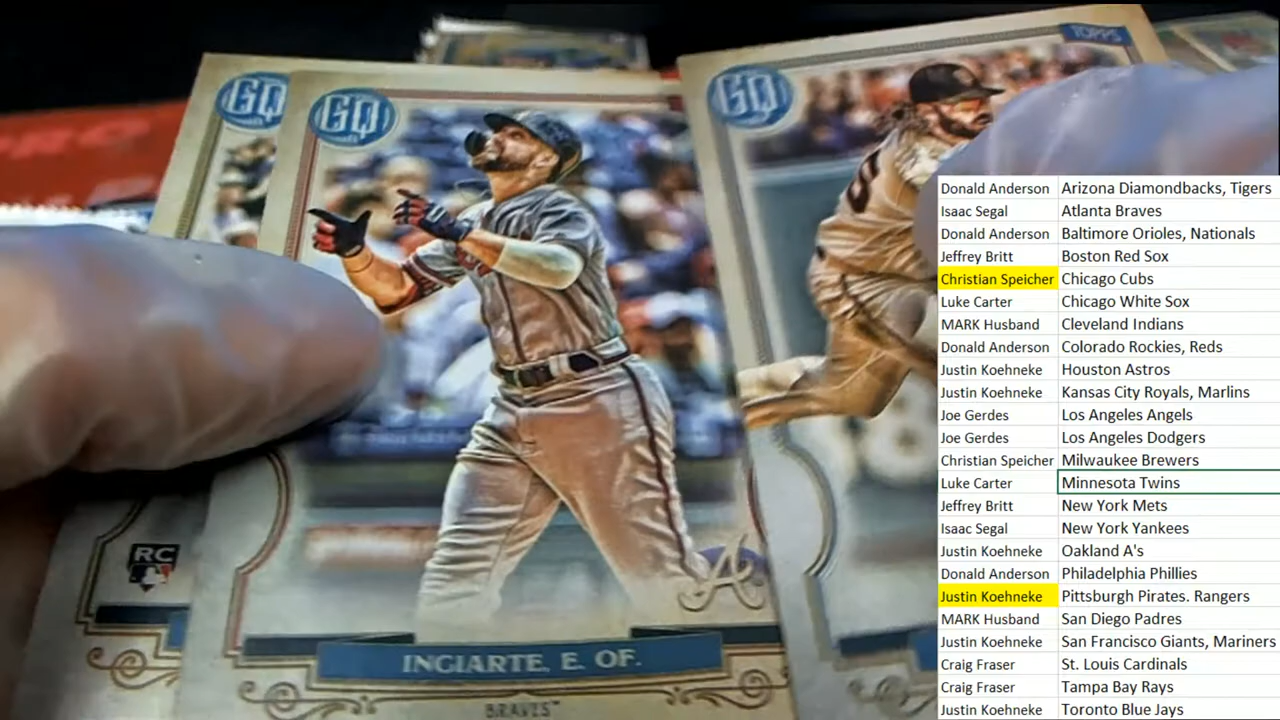 GQ
GQ
GQ
TOPPS
RC
INCIARTE, E. OF.
BRAVES™
Donald Anderson Arizona Diamondbacks, Tigers
Isaac Segal Atlanta Braves
Donald Anderson Baltimore Orioles, Nationals
Jeffrey Britt Boston Red Sox
Christian Speicher Chicago Cubs
Luke Carter Chicago White Sox
MARK Husband Cleveland Indians
Donald Anderson Colorado Rockies, Reds
Justin Koehneke Houston Astros
Justin Koehneke Kansas City Royals, Marlins
Joe Gerdes Los Angeles Angels
Joe Gerdes Los Angeles Dodgers
Christian Speicher Milwaukee Brewers
Luke Carter Minnesota Twins
Jeffrey Britt New York Mets
Isaac Segal New York Yankees
Justin Koehneke Oakland A's
Donald Anderson Philadelphia Phillies
Justin Koehneke Pittsburgh Pirates. Rangers
MARK Husband San Diego Padres
Justin Koehneke San Francisco Giants, Mariners
Craig Fraser St. Louis Cardinals
Craig Fraser Tampa Bay Rays
Justin Koehneke Toronto Blue Jays